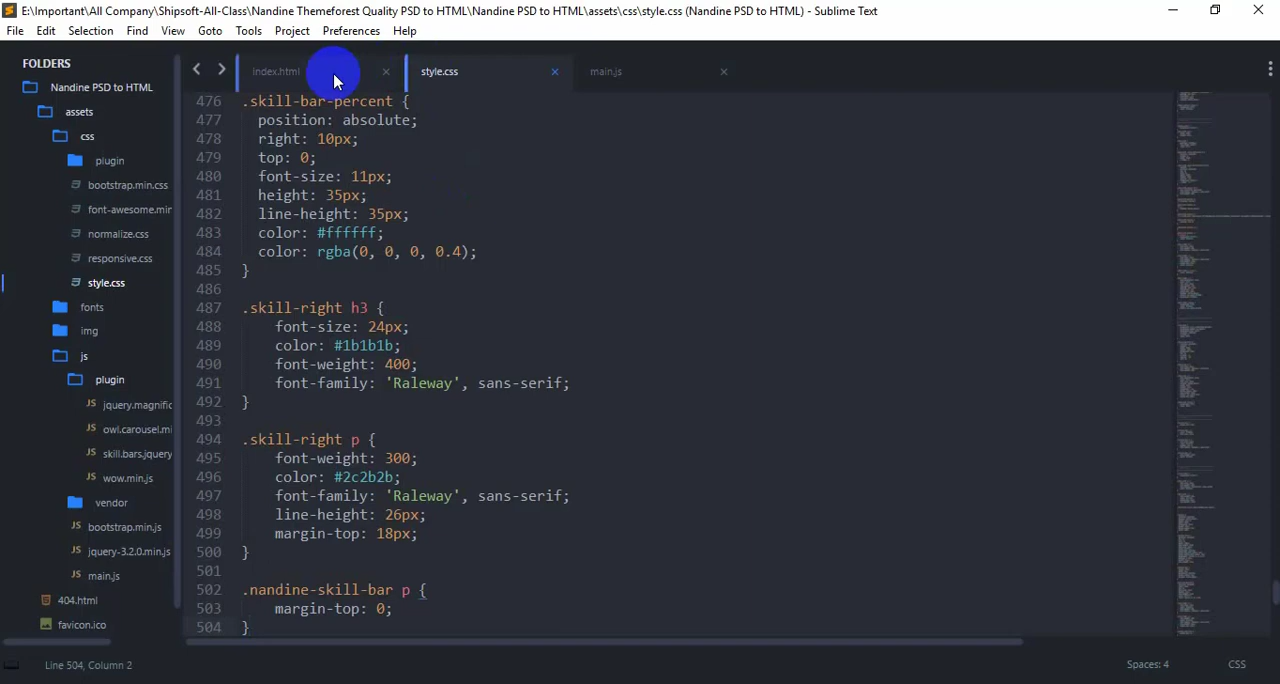 E:\Important\All Company\Shipsoft-All-Class\Nandine Themeforest Quality PSD to HTML\Nandine PSD to HTML\assets\css\style.css (Nandine PSD to HTML) - Sublime Text
File Edit Selection Find View Goto Tools Project Preferences Help
FOLDERS
Nandine PSD to HTML
assets
css
plugin
bootstrap.min.css
font-awesome.min
normalize.css
responsive.css
style.css
fonts
img
js
plugin
jquery.magnific
owl.carousel.mi
skill.bars.jquery
wow.min.js
vendor
bootstrap.min.js
jquery-3.2.0.min.js
main.js
404.html
favicon.ico
index.html style.css main.js
476 .skill-bar-percent {
477 position: absolute;
478 right: 10px;
479 top: 0;
480 font-size: 11px;
481 height: 35px;
482 line-height: 35px;
483 color: #ffffff;
484 color: rgba(0, 0, 0, 0.4);
485 }
486
487 .skill-right h3 {
488 font-size: 24px;
489 color: #1b1b1b;
490 font-weight: 400;
491 font-family: 'Raleway', sans-serif;
492 }
493
494 .skill-right p {
495 font-weight: 300;
496 color: #2c2b2b;
497 font-family: 'Raleway', sans-serif;
498 line-height: 26px;
499 margin-top: 18px;
500 }
501
502 .nandine-skill-bar p {
503 margin-top: 0;
504 }
Line 504, Column 2
Spaces: 4
CSS